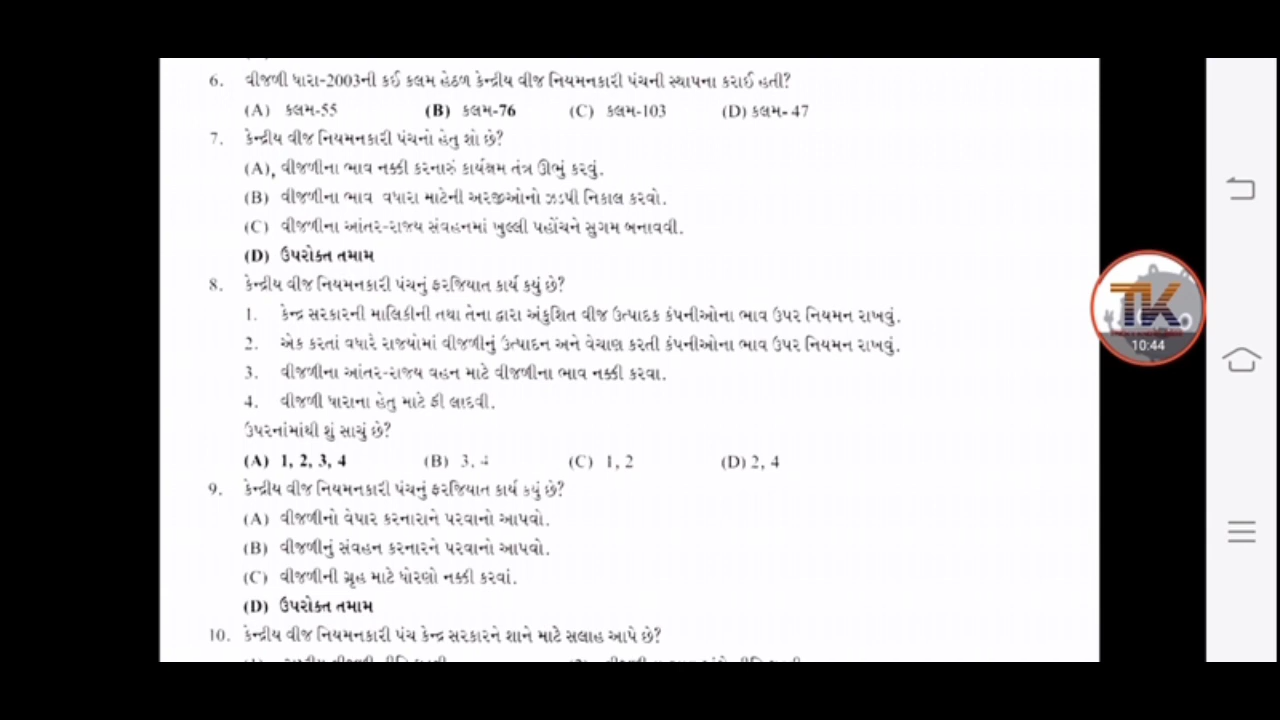 6. વીજળી ધારા-2003ની કઈ કલમ હેઠળ કેન્દ્રીય વીજ નિયમનકારી પંચની સ્થાપના કરાઈ હતી?
(A) કલમ-55 (B) કલમ-76 (C) કલમ-103 (D) કલમ- 47
7. કેન્દ્રીય વીજ નિયમનકારી પંચનો હેતુ શો છે?
(A), વીજળીના ભાવ નક્કી કરનારું કાર્યક્ષમ તંત્ર ઊભું કરવું.
(B) વીજળીના ભાવ વધારા માટેની અરજીઓનો ઝડપી નિકાલ કરવો.
(C) વીજળીના આંતર-રાજ્ય સંવહનમાં ખુલ્લી પહોંચને સુગમ બનાવવી.
(D) ઉપરોક્ત તમામ
8. કેન્દ્રીય વીજ નિયમનકારી પંચનું ફરજિયાત કાર્ય કયું છે?
1. કેન્દ્ર સરકારની માલિકીની તથા તેના દ્વારા અંકુશિત વીજ ઉત્પાદક કંપનીઓના ભાવ ઉપર નિયમન રાખવું.
2. એક કરતાં વધારે રાજ્યોમાં વીજળીનું ઉત્પાદન અને વેચાણ કરતી કંપનીઓના ભાવ ઉપર નિયમન રાખવું.
3. વીજળીના આંતર-રાજ્ય વહન માટે વીજળીના ભાવ નક્કી કરવા.
4. વીજળી ધારાના હેતુ માટે ફી લાદવી.
ઉપરનાંમાંથી શું સાચું છે?
(A) 1, 2, 3, 4 (B) 3, 4 (C) 1, 2 (D) 2, 4
9. કેન્દ્રીય વીજ નિયમનકારી પંચનું ફરજિયાત કાર્ય કયું છે?
(A) વીજળીનો વેપાર કરનારાને પરવાનો આપવો.
(B) વીજળીનું સંવહન કરનારને પરવાનો આપવો.
(C) વીજળીની ગ્રૃહ માટે ધોરણો નક્કી કરવાં.
(D) ઉપરોક્ત તમામ
10. કેન્દ્રીય વીજ નિયમનકારી પંચ કેન્દ્ર સરકારને શાને માટે સલાહ આપે છે?
TK
10:44